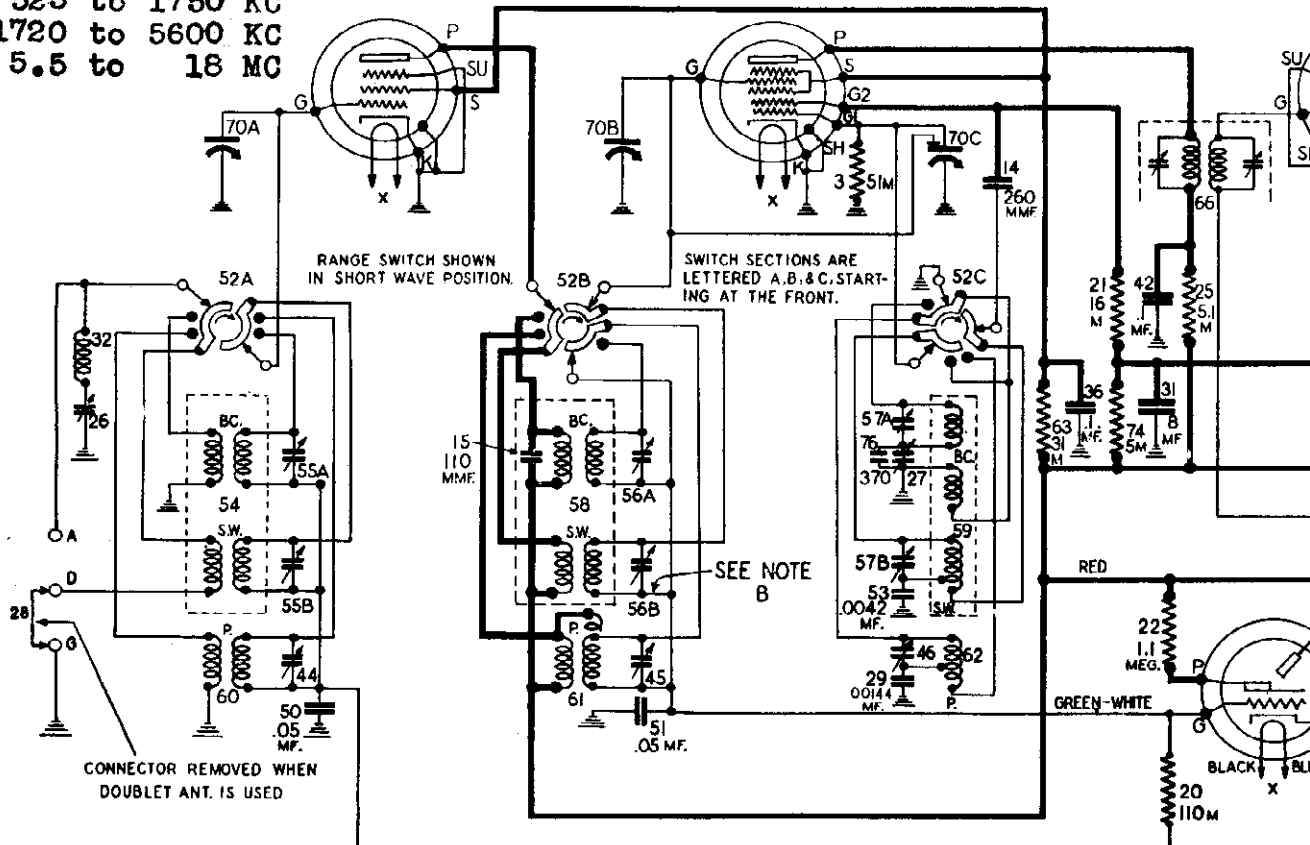 525 to 1750 KC
1720 to 5600 KC
5.5 to 18 MC
P
SU
S
G
K
X
70A
P
S
G2
G1
G
SH
K
X
70B
70C
3
51M
14
260
MMF.
SU
G
66
RANGE SWITCH SHOWN
IN SHORT WAVE POSITION.
SWITCH SECTIONS ARE
LETTERED A,B,& C, START-
ING AT THE FRONT.
52A
52B
52C
21
16
M
42
.1
MF.
25
5.1
M
32
26
BC.
54
55A
S.W.
55B
P.
60
44
50
.05
MF.
A
D
G
28
CONNECTOR REMOVED WHEN
DOUBLET ANT. IS USED
15
110
MMF.
BC.
58
56A
S.W.
56B
SEE NOTE
B
P.
61
45
51
.05 MF.
57A
76
370
27
BC.
59
57B
53
.0042
MF.
S.W.
46
62
29
.00144
MF.
P.
63
31
M
36
.1
MF.
74
5M
31
8
MF
RED
22
1.1
MEG.
P
G
GREEN-WHITE
BLACK
X
20
110M